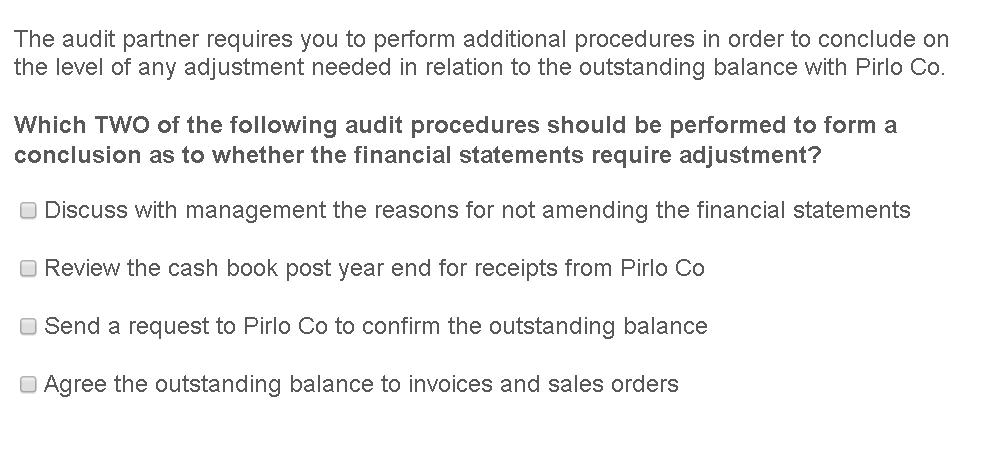 The audit partner requires you to perform additional procedures in order to conclude on
the level of any adjustment needed in relation to the outstanding balance with Pirlo Co.
Which TWO of the following audit procedures should be performed to form a
conclusion as to whether the financial statements require adjustment?
Discuss with management the reasons for not amending the financial statements
Review the cash book post year end for receipts from Pirlo Co
Send a request to Pirlo Co to confirm the outstanding balance
Agree the outstanding balance to invoices and sales orders